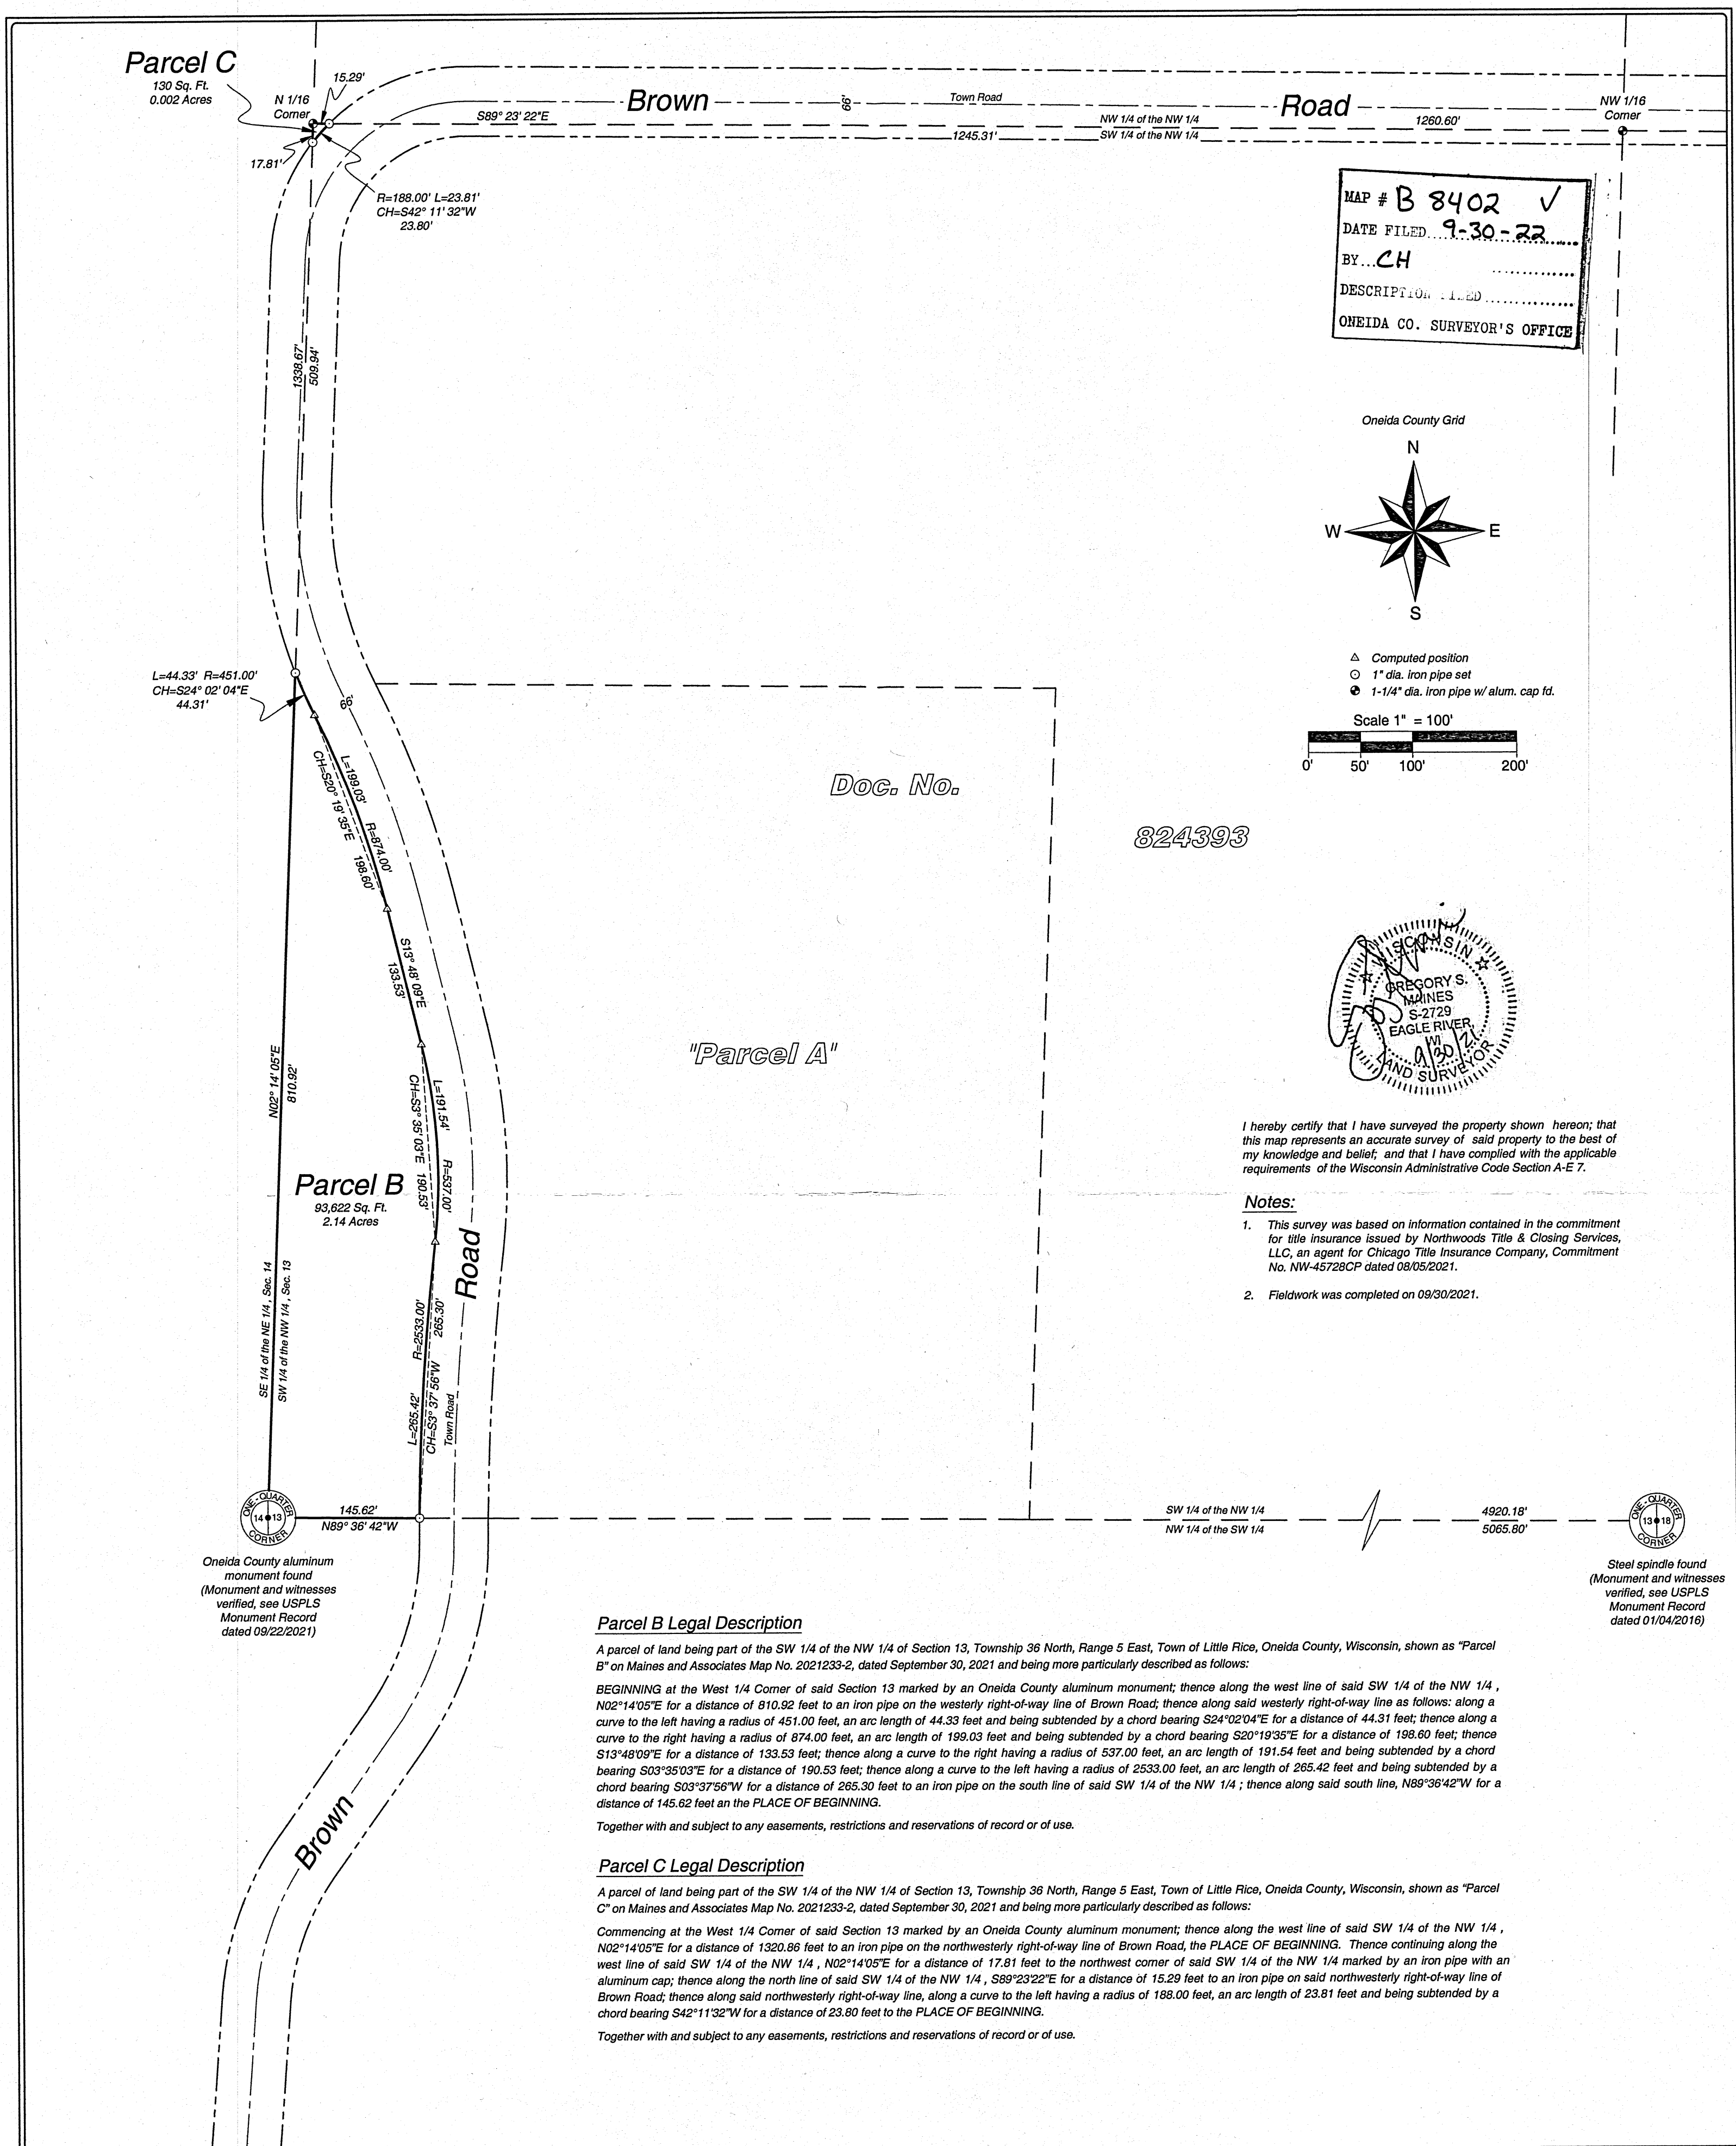 Parcel C
130 Sq. Ft.
0.002 Acres
15.29'
N 1/16
Corner
17.81'
S89° 23' 22"E
Brown
66'
Town Road
Road
NW 1/4 of the NW 1/4
SW 1/4 of the NW 1/4
1245.31'
1260.60'
NW 1/16
Corner
R=188.00' L=23.81'
CH=S42° 11' 32"W
23.80'
MAP # B 8402 ✓
DATE FILED 9-30-22
BY CH
DESCRIPTION FILED
ONEIDA CO. SURVEYOR'S OFFICE
1338.67'
509.94'
Oneida County Grid
N
W
E
S
Computed position
1" dia. iron pipe set
1-1/4" dia. iron pipe w/ alum. cap fd.
Scale 1" = 100'
0' 50' 100' 200'
L=44.33' R=451.00'
CH=S24° 02' 04"E
44.31'
66'
L=199.03' R=874.00'
CH=S20° 19' 35"E 198.60'
Doc. No.
824393
S13° 48' 09"E
133.53'
"Parcel A"
WISCONSIN
GREGORY S.
MAINES
S-2729
EAGLE RIVER,
WI
9/30/21
LAND SURVEYOR
N02° 14' 05"E
810.92'
L=191.54' R=537.00'
CH=S3° 35' 03"E 190.53'
Parcel B
93,622 Sq. Ft.
2.14 Acres
I hereby certify that I have surveyed the property shown hereon; that
this map represents an accurate survey of said property to the best of
my knowledge and belief; and that I have complied with the applicable
requirements of the Wisconsin Administrative Code Section A-E 7.
Notes:
1. This survey was based on information contained in the commitment
for title insurance issued by Northwoods Title & Closing Services,
LLC, an agent for Chicago Title Insurance Company, Commitment
No. NW-45728CP dated 08/05/2021.
2. Fieldwork was completed on 09/30/2021.
Road
Town Road
SE 1/4 of the NE 1/4 , Sec. 14
SW 1/4 of the NW 1/4 , Sec. 13
L=265.42' R=2533.00'
CH=S3° 37' 56"W 265.30'
ONE-QUARTER
14 13
CORNER
145.62'
N89° 36' 42"W
SW 1/4 of the NW 1/4
NW 1/4 of the SW 1/4
4920.18'
5065.80'
ONE-QUARTER
13 18
CORNER
Oneida County aluminum
monument found
(Monument and witnesses
verified, see USPLS
Monument Record
dated 09/22/2021)
Steel spindle found
(Monument and witnesses
verified, see USPLS
Monument Record
dated 01/04/2016)
Brown
Parcel B Legal Description
A parcel of land being part of the SW 1/4 of the NW 1/4 of Section 13, Township 36 North, Range 5 East, Town of Little Rice, Oneida County, Wisconsin, shown as "Parcel
B" on Maines and Associates Map No. 2021233-2, dated September 30, 2021 and being more particularly described as follows:
BEGINNING at the West 1/4 Corner of said Section 13 marked by an Oneida County aluminum monument; thence along the west line of said SW 1/4 of the NW 1/4 ,
N02°14'05"E for a distance of 810.92 feet to an iron pipe on the westerly right-of-way line of Brown Road; thence along said westerly right-of-way line as follows: along a
curve to the left having a radius of 451.00 feet, an arc length of 44.33 feet and being subtended by a chord bearing S24°02'04"E for a distance of 44.31 feet; thence along a
curve to the right having a radius of 874.00 feet, an arc length of 199.03 feet and being subtended by a chord bearing S20°19'35"E for a distance of 198.60 feet; thence
S13°48'09"E for a distance of 133.53 feet; thence along a curve to the right having a radius of 537.00 feet, an arc length of 191.54 feet and being subtended by a chord
bearing S03°35'03"E for a distance of 190.53 feet; thence along a curve to the left having a radius of 2533.00 feet, an arc length of 265.42 feet and being subtended by a
chord bearing S03°37'56"W for a distance of 265.30 feet to an iron pipe on the south line of said SW 1/4 of the NW 1/4 ; thence along said south line, N89°36'42"W for a
distance of 145.62 feet an the PLACE OF BEGINNING.
Together with and subject to any easements, restrictions and reservations of record or of use.
Parcel C Legal Description
A parcel of land being part of the SW 1/4 of the NW 1/4 of Section 13, Township 36 North, Range 5 East, Town of Little Rice, Oneida County, Wisconsin, shown as "Parcel
C" on Maines and Associates Map No. 2021233-2, dated September 30, 2021 and being more particularly described as follows:
Commencing at the West 1/4 Corner of said Section 13 marked by an Oneida County aluminum monument; thence along the west line of said SW 1/4 of the NW 1/4 ,
N02°14'05"E for a distance of 1320.86 feet to an iron pipe on the northwesterly right-of-way line of Brown Road, the PLACE OF BEGINNING. Thence continuing along the
west line of said SW 1/4 of the NW 1/4 , N02°14'05"E for a distance of 17.81 feet to the northwest corner of said SW 1/4 of the NW 1/4 marked by an iron pipe with an
aluminum cap; thence along the north line of said SW 1/4 of the NW 1/4 , S89°23'22"E for a distance of 15.29 feet to an iron pipe on said northwesterly right-of-way line of
Brown Road; thence along said northwesterly right-of-way line, along a curve to the left having a radius of 188.00 feet, an arc length of 23.81 feet and being subtended by a
chord bearing S42°11'32"W for a distance of 23.80 feet to the PLACE OF BEGINNING.
Together with and subject to any easements, restrictions and reservations of record or of use.